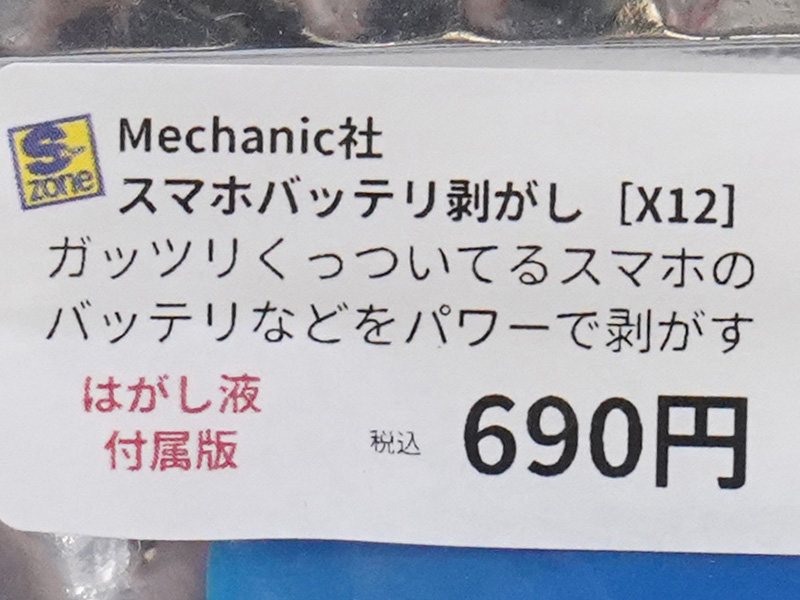 S
zone
Mechanic社
スマホバッテリ剥がし［X12］
ガッツリくっついてるスマホの
バッテリなどをパワーで剥がす
はがし液
付属版
税込 690円